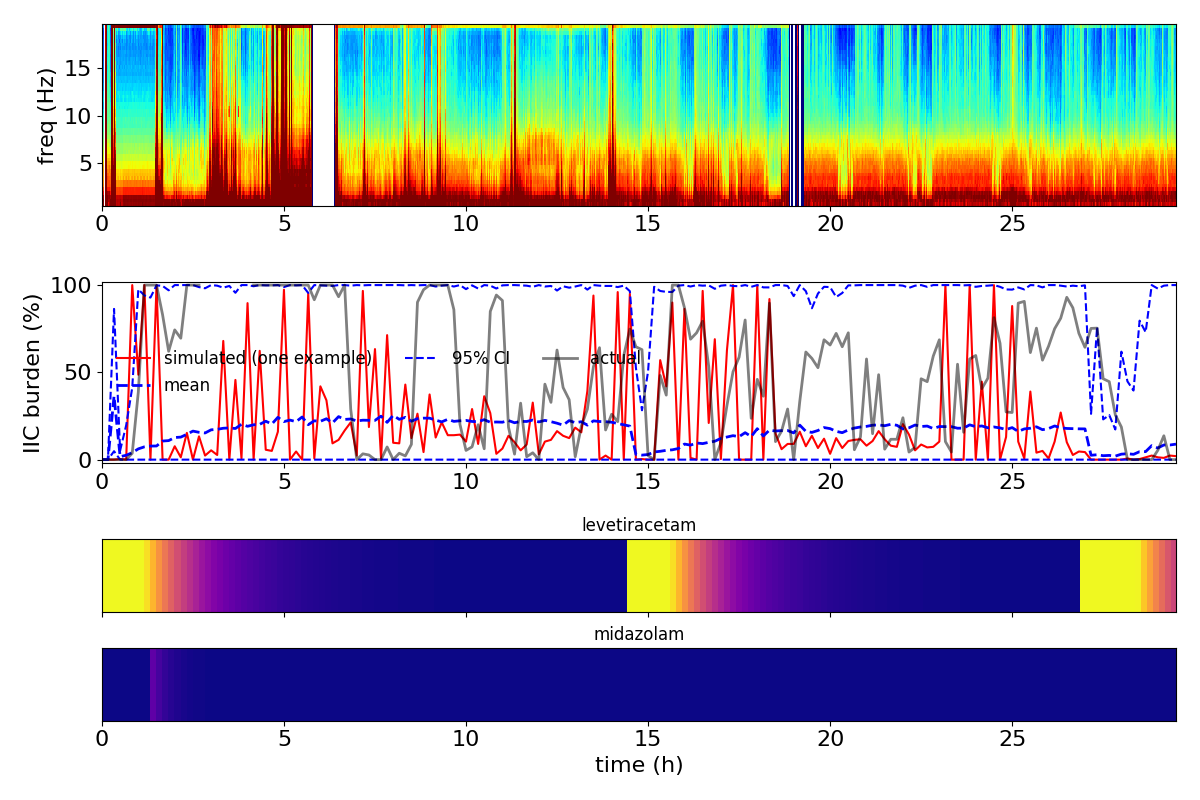 freq (Hz)
15
10
5
0 5 10 15 20 25
IIC burden (%)
100
50
0
simulated (one example) 95% CI actual
mean
0 5 10 15 20 25
levetiracetam
midazolam
0 5 10 15 20 25
time (h)